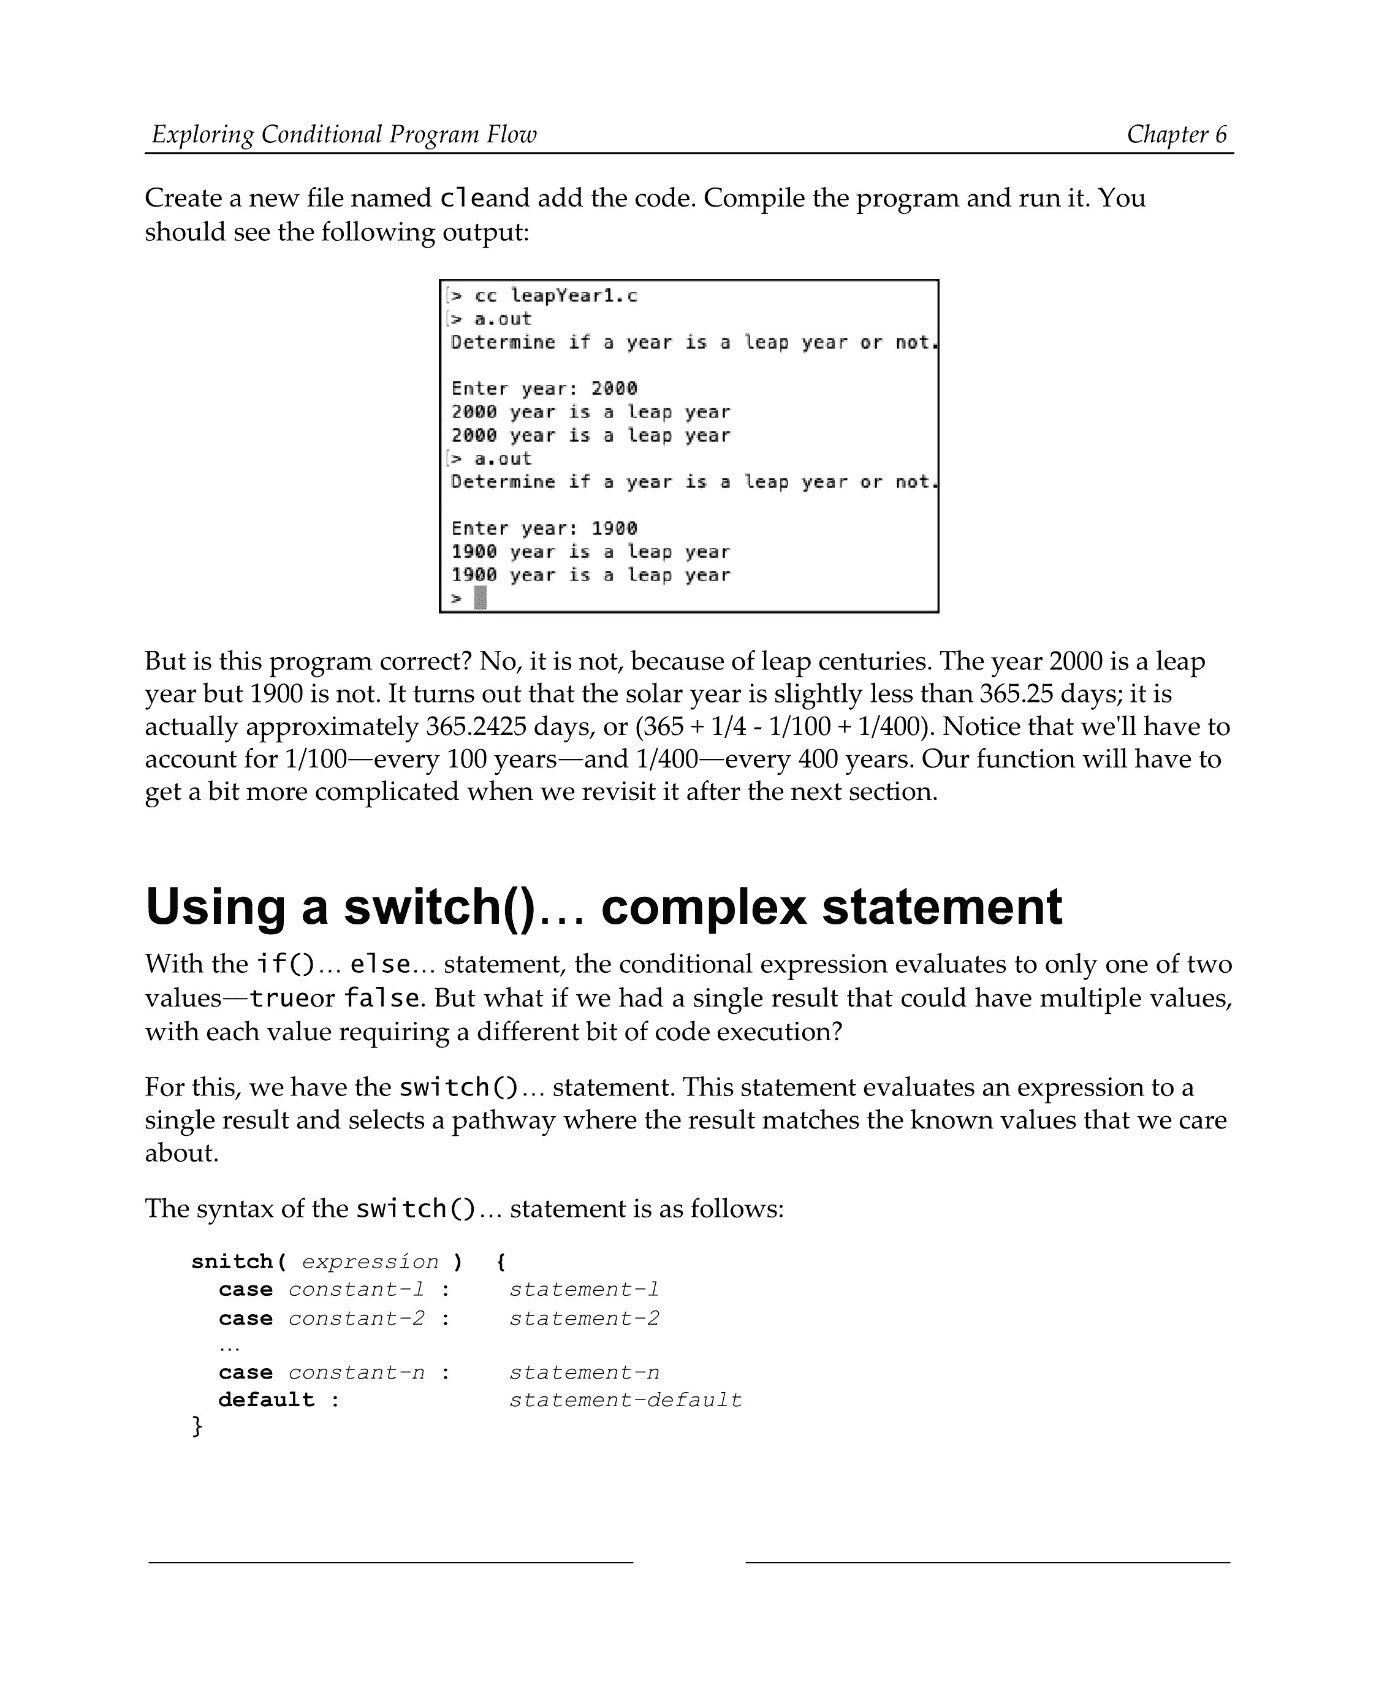 Exploring Conditional Program Flow Chapter 6
Create a new file named cleand add the code. Compile the program and run it. You
should see the following output:
[> cc leapYear1.c
[> a.out
Determine if a year is a leap year or not.
Enter year: 2000
2000 year is a leap year
2000 year is a leap year
[> a.out
Determine if a year is a leap year or not.
Enter year: 1900
1900 year is a leap year
1900 year is a leap year
>
But is this program correct? No, it is not, because of leap centuries. The year 2000 is a leap
year but 1900 is not. It turns out that the solar year is slightly less than 365.25 days; it is
actually approximately 365.2425 days, or (365 + 1/4 - 1/100 + 1/400). Notice that we'll have to
account for 1/100—every 100 years—and 1/400—every 400 years. Our function will have to
get a bit more complicated when we revisit it after the next section.
Using a switch()… complex statement
With the if()… else… statement, the conditional expression evaluates to only one of two
values—trueor false. But what if we had a single result that could have multiple values,
with each value requiring a different bit of code execution?
For this, we have the switch()… statement. This statement evaluates an expression to a
single result and selects a pathway where the result matches the known values that we care
about.
The syntax of the switch()… statement is as follows:
snitch( expressíon ) {
case constant-l : statement-l
case constant-2 : statement-2
…
case constant-n : statement-n
default : statement-default
}